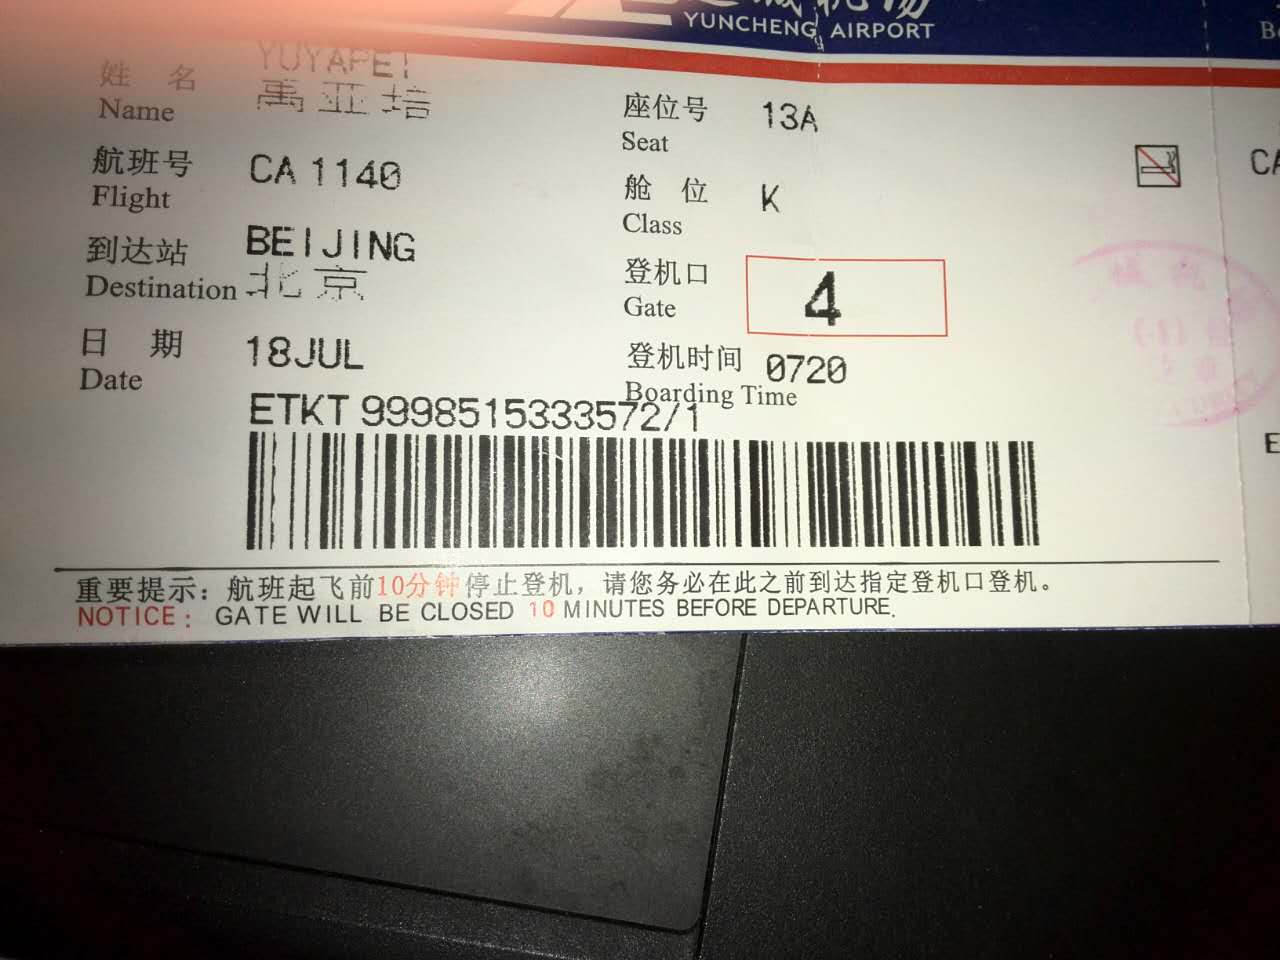 YUNCHENG AIRPORT
姓 名 YUYAPEI
Name 禹亚培
座位号 13A
Seat
航班号 CA 1140
Flight
舱 位 K
Class
CA
到达站 BEIJING
Destination 北京
登机口 4
Gate
日 期 18JUL
Date
登机时间 0720
Boarding Time
ETKT 9998515333572/1
重要提示：航班起飞前10分钟停止登机，请您务必在此之前到达指定登机口登机。
NOTICE： GATE WILL BE CLOSED 10 MINUTES BEFORE DEPARTURE.